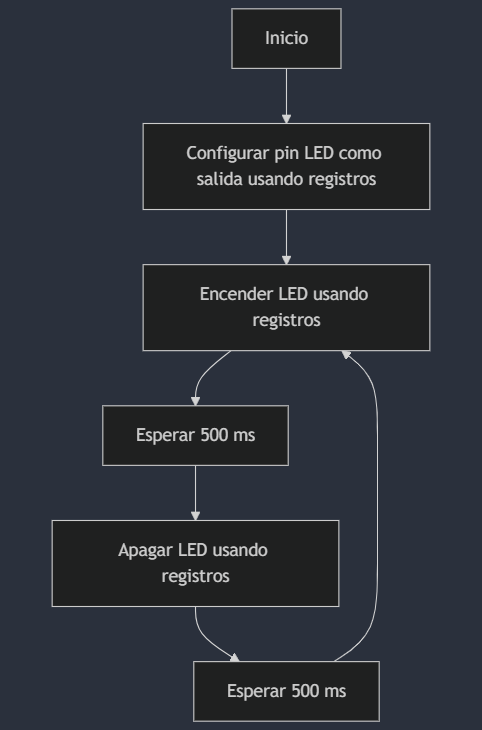 Inicio
Configurar pin LED como
salida usando registros
Encender LED usando
registros
Esperar 500 ms
Apagar LED usando
registros
Esperar 500 ms